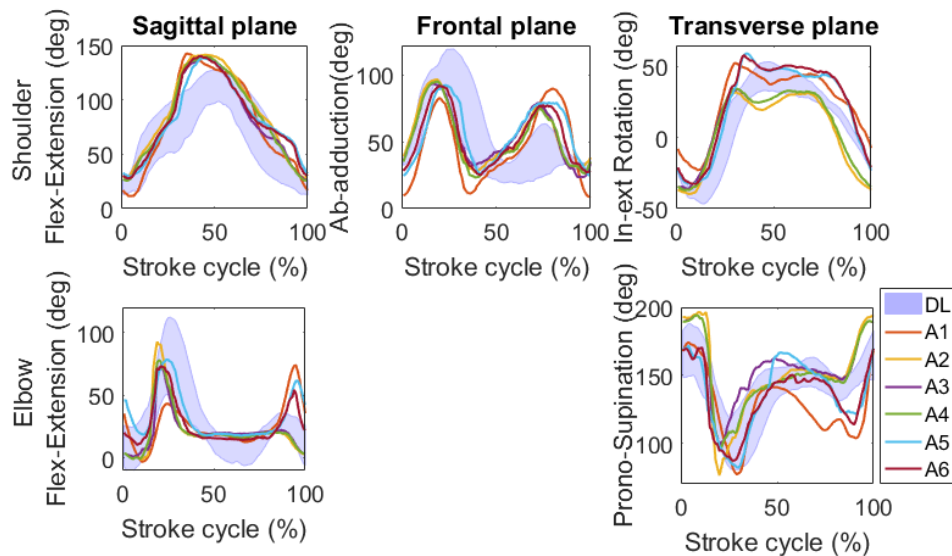 Sagittal plane
Frontal plane
Transverse plane
Shoulder
Flex-Extension (deg)
150
100
50
0
0
50
100
Stroke cycle (%)
Ab-adduction(deg)
100
50
0
0
50
100
Stroke cycle (%)
In-ext Rotation (deg)
50
0
-50
0
50
100
Stroke cycle (%)
Elbow
Flex-Extension (deg)
100
50
0
0
50
100
Stroke cycle (%)
Prono-Supination (deg)
200
150
100
0
50
100
Stroke cycle (%)
DL
A1
A2
A3
A4
A5
A6